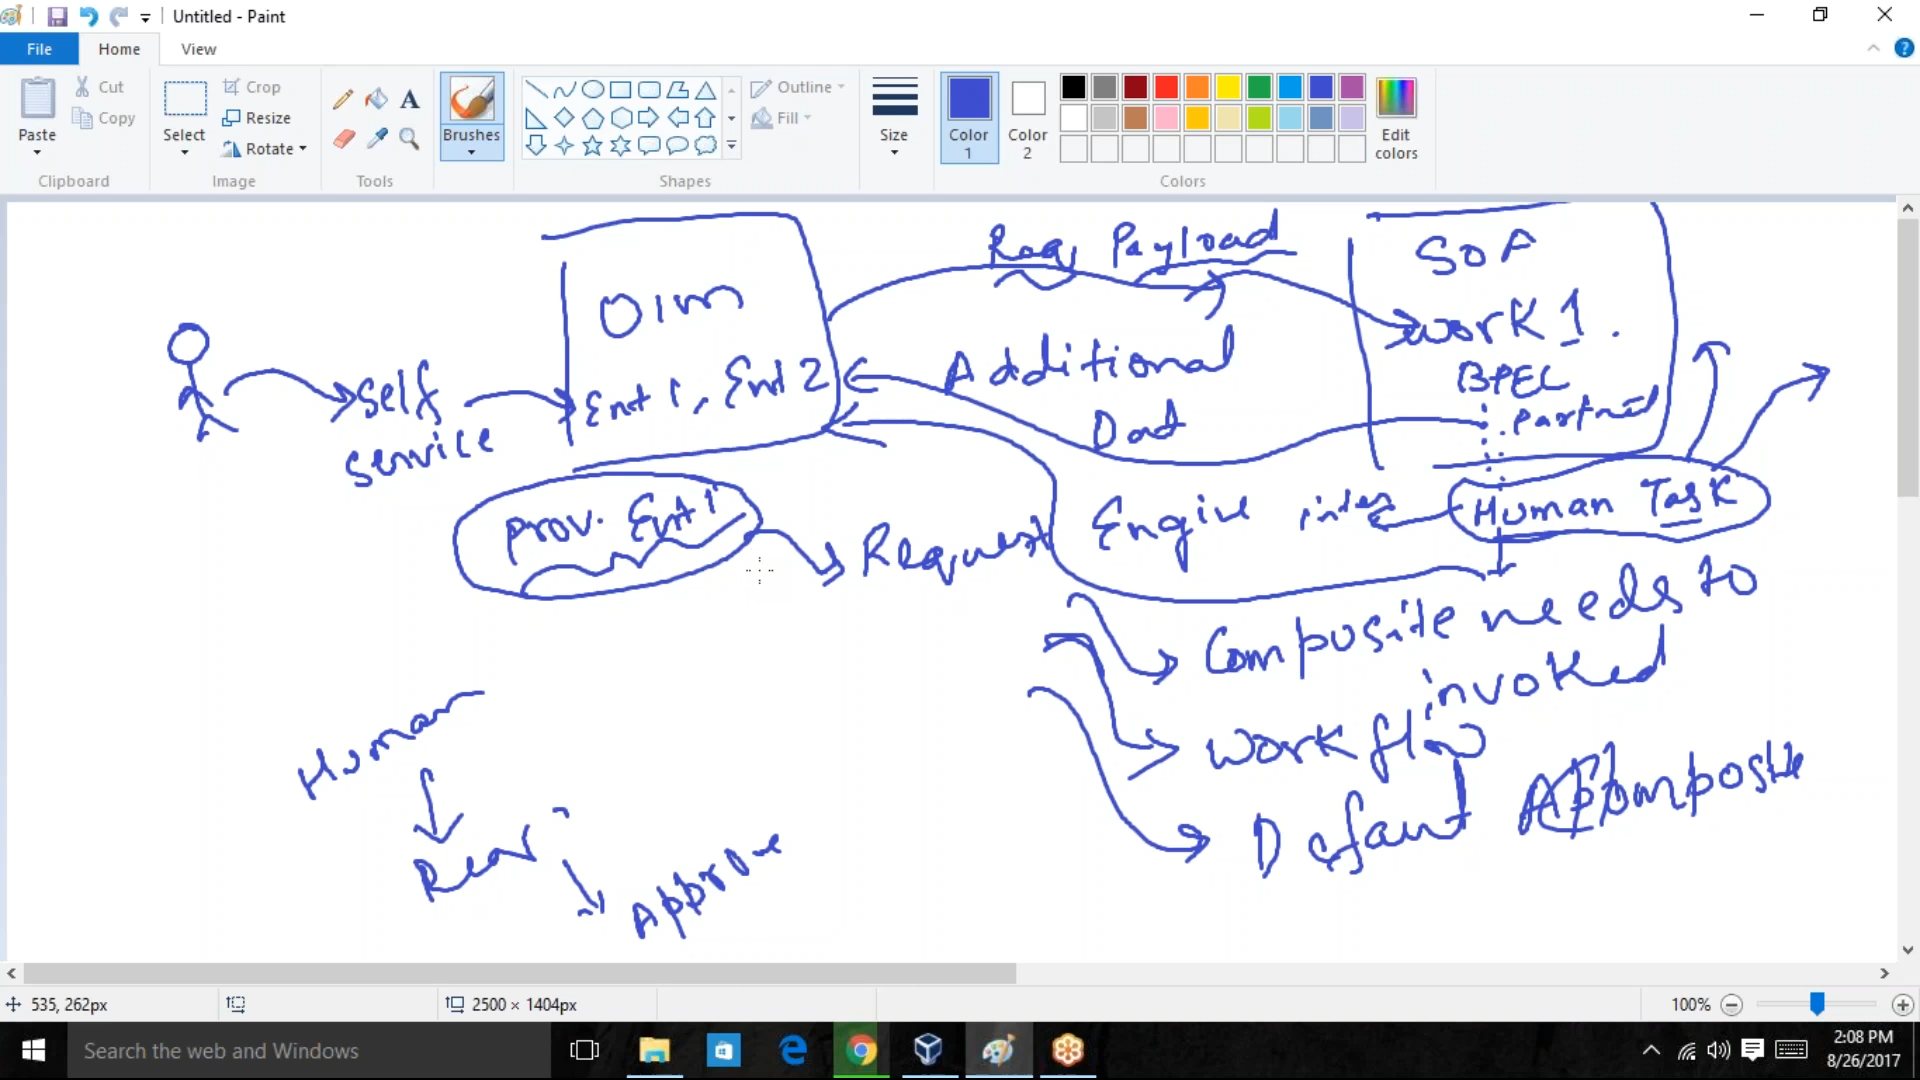 Untitled - Paint
File
Home
View
Paste
Cut
Copy
Clipboard
Select
Crop
Resize
Rotate
Image
Tools
Brushes
Shapes
Outline
Fill
Size
Color 1
Color 2
Edit colors
Colors
Req Payload
SOA
OIM
Work 1.
Additional
BPEL
Self service
Ent 1, Ent 2
Dat
Human Task
Prov. Ent 1
Request
Engine
Composite needs to
invoked
Human
Workflow
Composite
Approve
535, 262px
2500 × 1404px
100%
Search the web and Windows
2:08 PM
8/26/2017